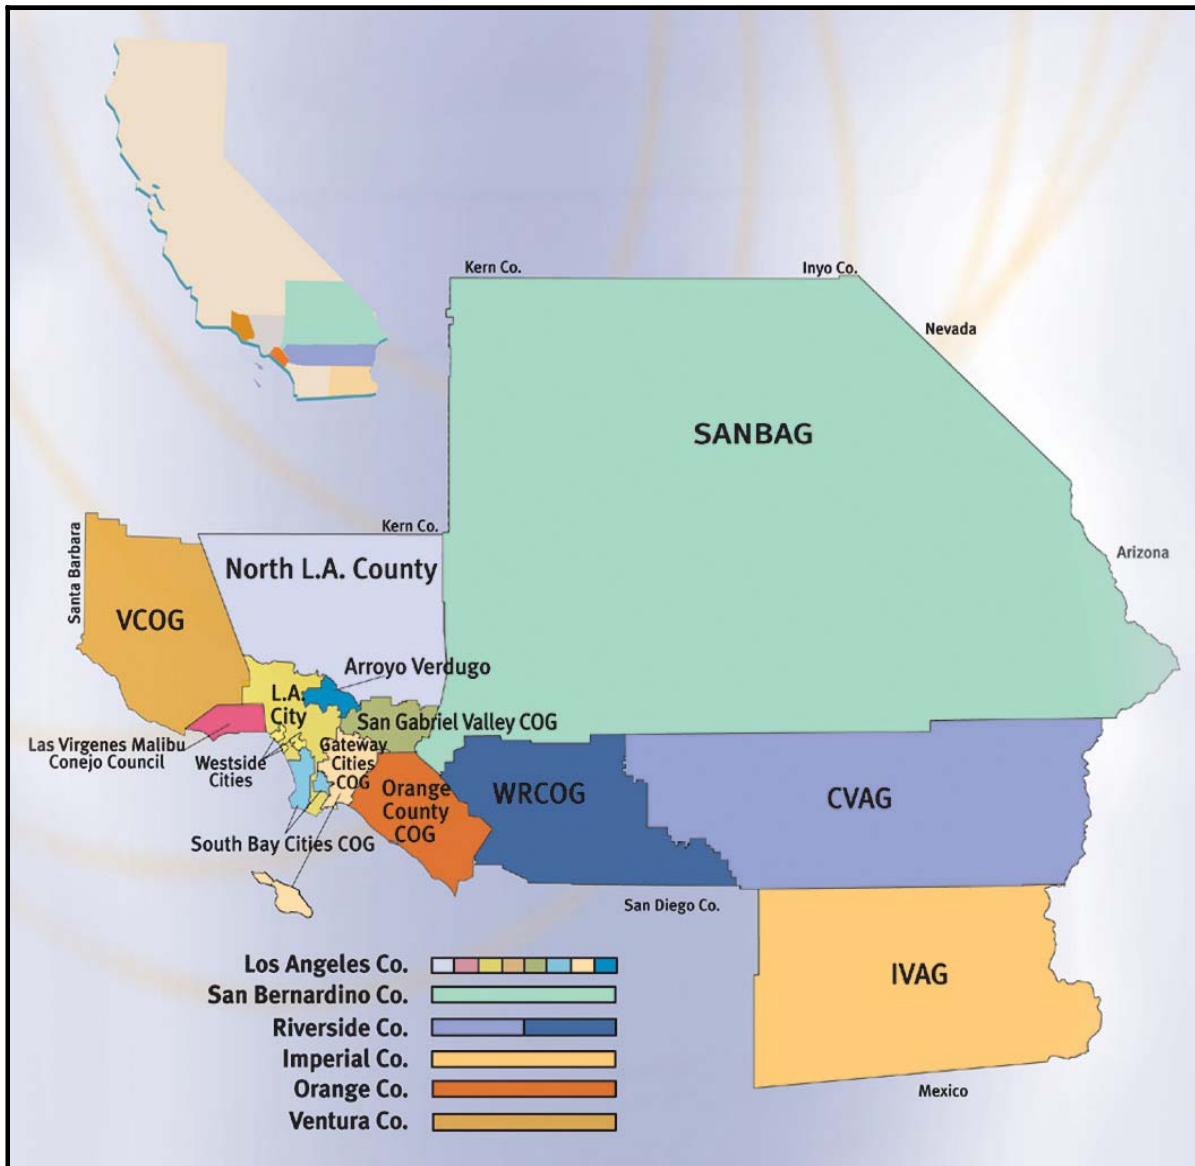 Kern Co.
Inyo Co.
Nevada
SANBAG
Kern Co.
Santa Barbara
Arizona
North L.A. County
VCOG
Arroyo Verdugo
L.A.
City
San Gabriel Valley COG
Las Virgenes Malibu
Conejo Council
Westside
Cities
Gateway
Cities
COG
Orange
County
COG
WRCOG
CVAG
South Bay Cities COG
San Diego Co.
IVAG
Mexico
Los Angeles Co.
San Bernardino Co.
Riverside Co.
Imperial Co.
Orange Co.
Ventura Co.